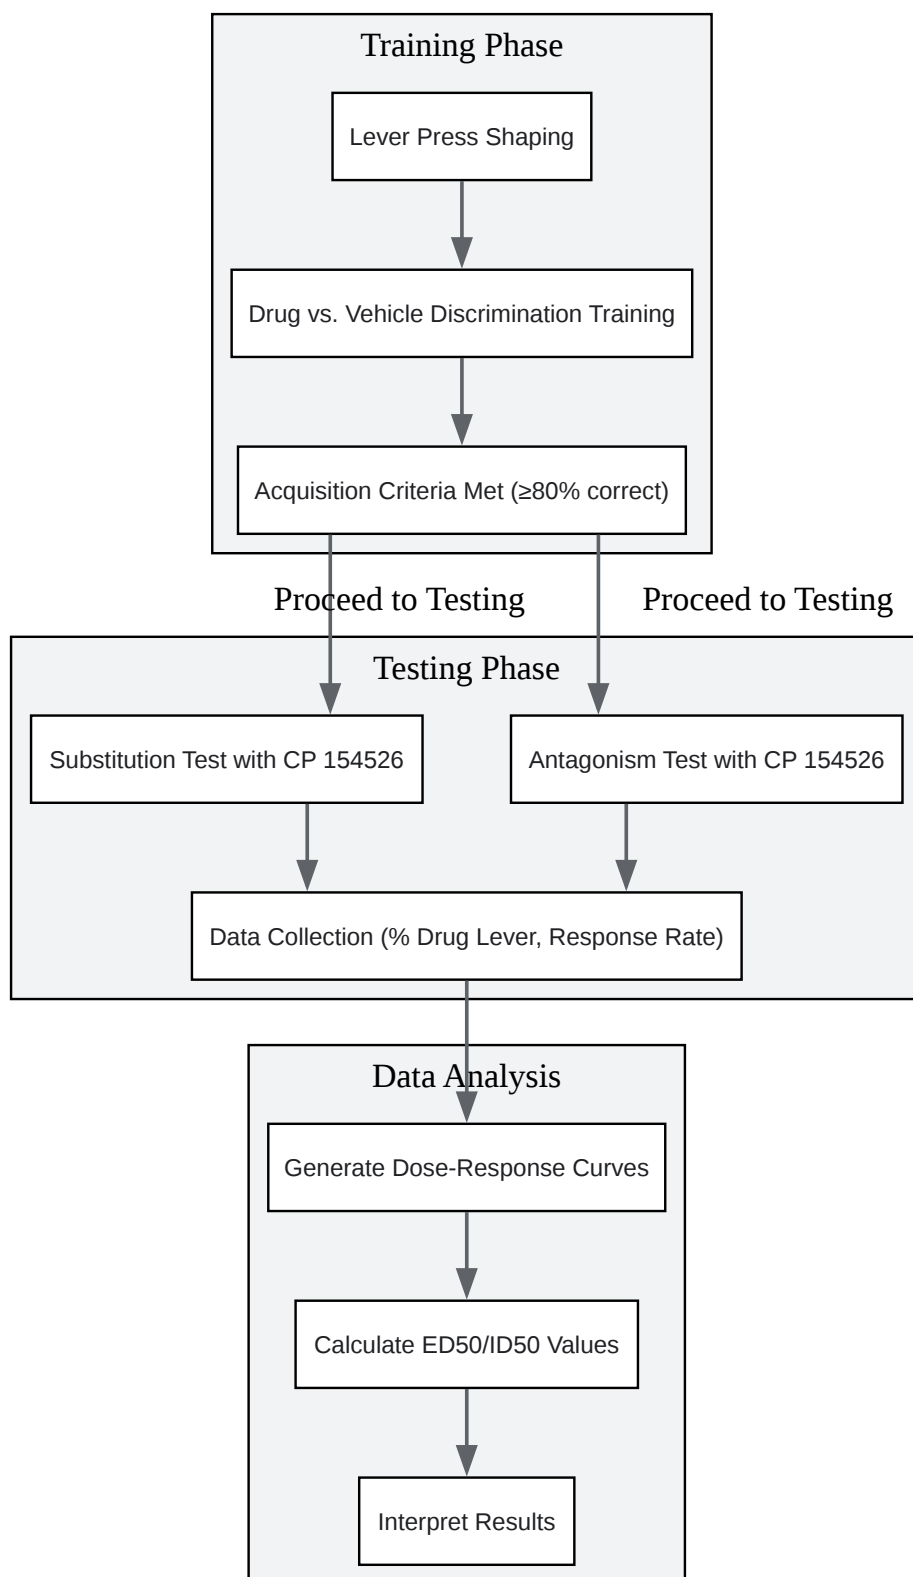 Training Phase
Lever Press Shaping
Drug vs. Vehicle Discrimination Training
Acquisition Criteria Met (≥80% correct)
Proceed to Testing
Proceed to Testing
Testing Phase
Substitution Test with CP 154526
Antagonism Test with CP 154526
Data Collection (% Drug Lever, Response Rate)
Data Analysis
Generate Dose-Response Curves
Calculate ED50/ID50 Values
Interpret Results